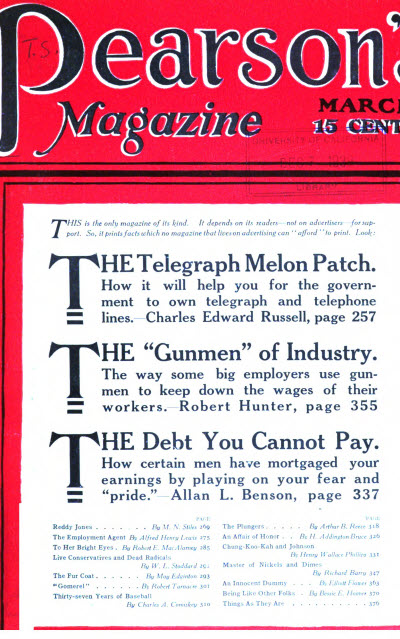 T.S.
Pearson's
Magazine
MARC
15 CENT
UNIVERSITY OF CALIFORNIA
LIBRARY
THIS is the only magazine of its kind. It depends on its readers—not on advertisers—for sup-
port. So, it prints facts which no magazine that lives on advertising can "afford" to print. Look:
THE Telegraph Melon Patch.
How it will help you for the govern-
ment to own telegraph and telephone
lines.—Charles Edward Russell, page 257
THE "Gunmen" of Industry.
The way some big employers use gun-
men to keep down the wages of their
workers.—Robert Hunter, page 355
THE Debt You Cannot Pay.
How certain men have mortgaged your
earnings by playing on your fear and
"pride."—Allan L. Benson, page 337
PAGE
Roddy Jones . . . . . . . By M. N. Stiles 269
The Employment Agent By Alfred Henry Lewis 275
To Her Bright Eyes . By Robert E. MacAlarney 285
Live Conservatives and Dead Radicals
By W. L. Stoddard 291
The Fur Coat . . . . . By May Edginton 293
"Gomerel" . . . . . By Robert Tornacre 301
Thirty-seven Years of Baseball
By Charles A. Comiskey 310
PAGE
The Plungers . . . . . By Arthur B. Reeve 318
An Affair of Honor . . By H. Addington Bruce 326
Chung-Koo-Kah and Johnson
By Henry Wallace Phillips 331
Master of Nickels and Dimes
By Richard Barry 347
An Innocent Dummy . . . By Elliott Flower 365
Being Like Other Folks . By Bessie E. Hoover 370
Things As They Are . . . . . . . . . 376